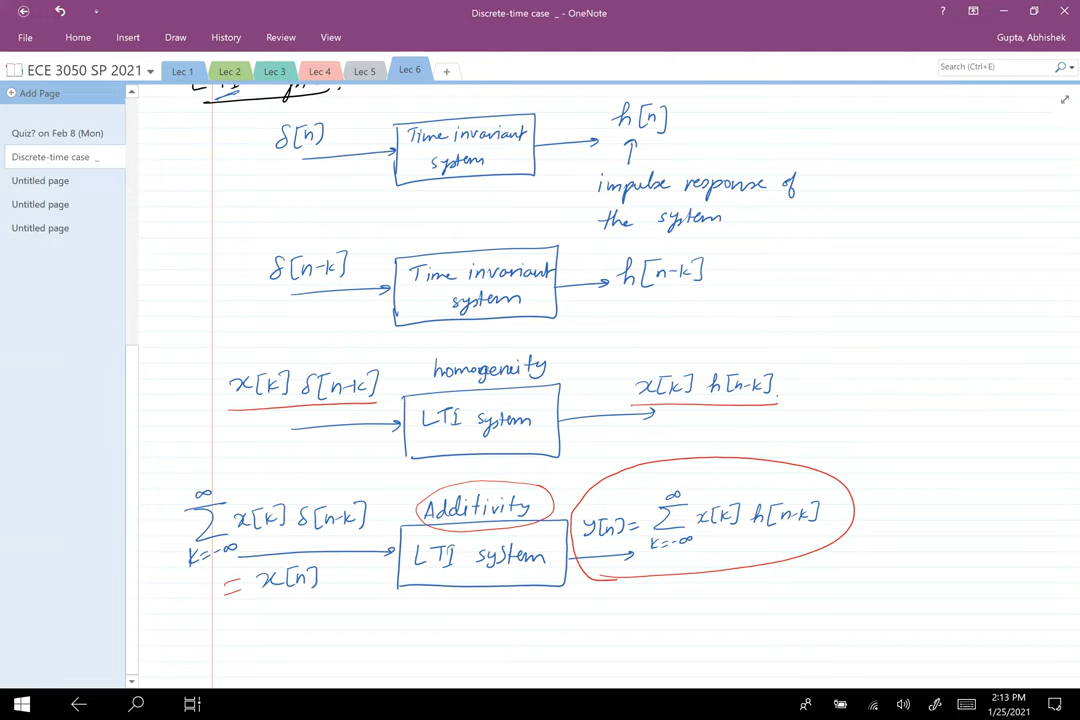 Discrete-time case _ - OneNote
?
File Home Insert Draw History Review View
Gupta, Abhishek
ECE 3050 SP 2021
Lec 1 Lec 2 Lec 3 Lec 4 Lec 5 Lec 6 +
Search (Ctrl+E)
Add Page
Quiz? on Feb 8 (Mon)
Discrete-time case _
Untitled page
Untitled page
Untitled page
LTI
δ[n]
Time invariant
system
h[n]
↑
impulse response of
the system
δ[n-k]
Time invariant
system
h[n-k]
homogeneity
x[k] δ[n-k]
LTI system
x[k] h[n-k].
Additivity
∞
∑ x[k] δ[n-k]
k=-∞
= x[n]
LTI system
∞
y[n] = ∑ x[k] h[n-k]
k=-∞
2:13 PM
1/25/2021